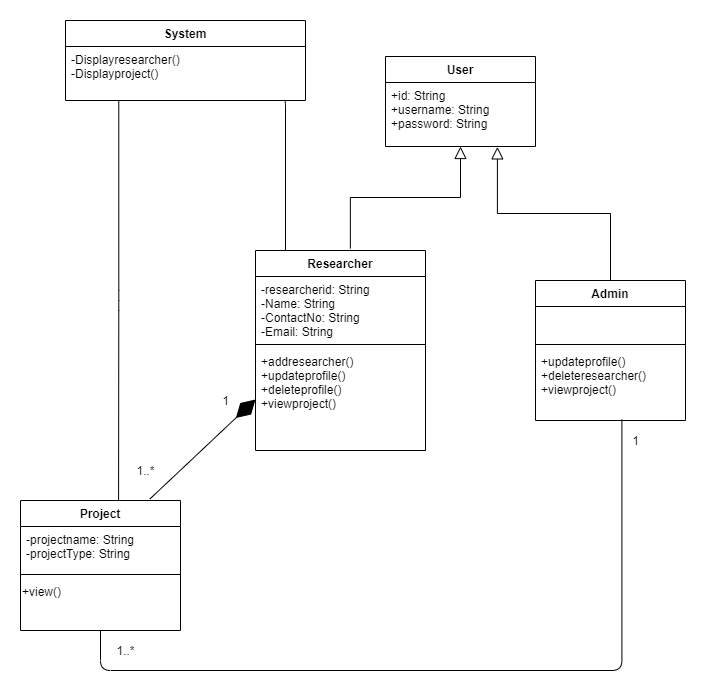 System
-Displayresearcher()
-Displayproject()
User
+id: String
+username: String
+password: String
Researcher
-researcherid: String
-Name: String
-ContactNo: String
-Email: String
+addresearcher()
+updateprofile()
+deleteprofile()
+viewproject()
Admin
+updateprofile()
+deleteresearcher()
+viewproject()
1
1
1..*
Project
-projectname: String
-projectType: String
+view()
1..*